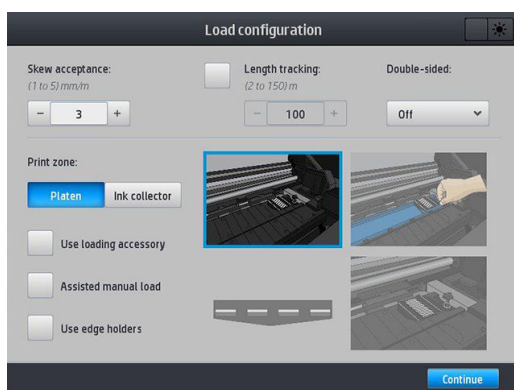 Load configuration
Skew acceptance:
(1 to 5) mm/m
− 3 +
Length tracking:
(2 to 150) m
− 100 +
Double-sided:
Off
Print zone:
Platen
Ink collector
Use loading accessory
Assisted manual load
Use edge holders
Continue